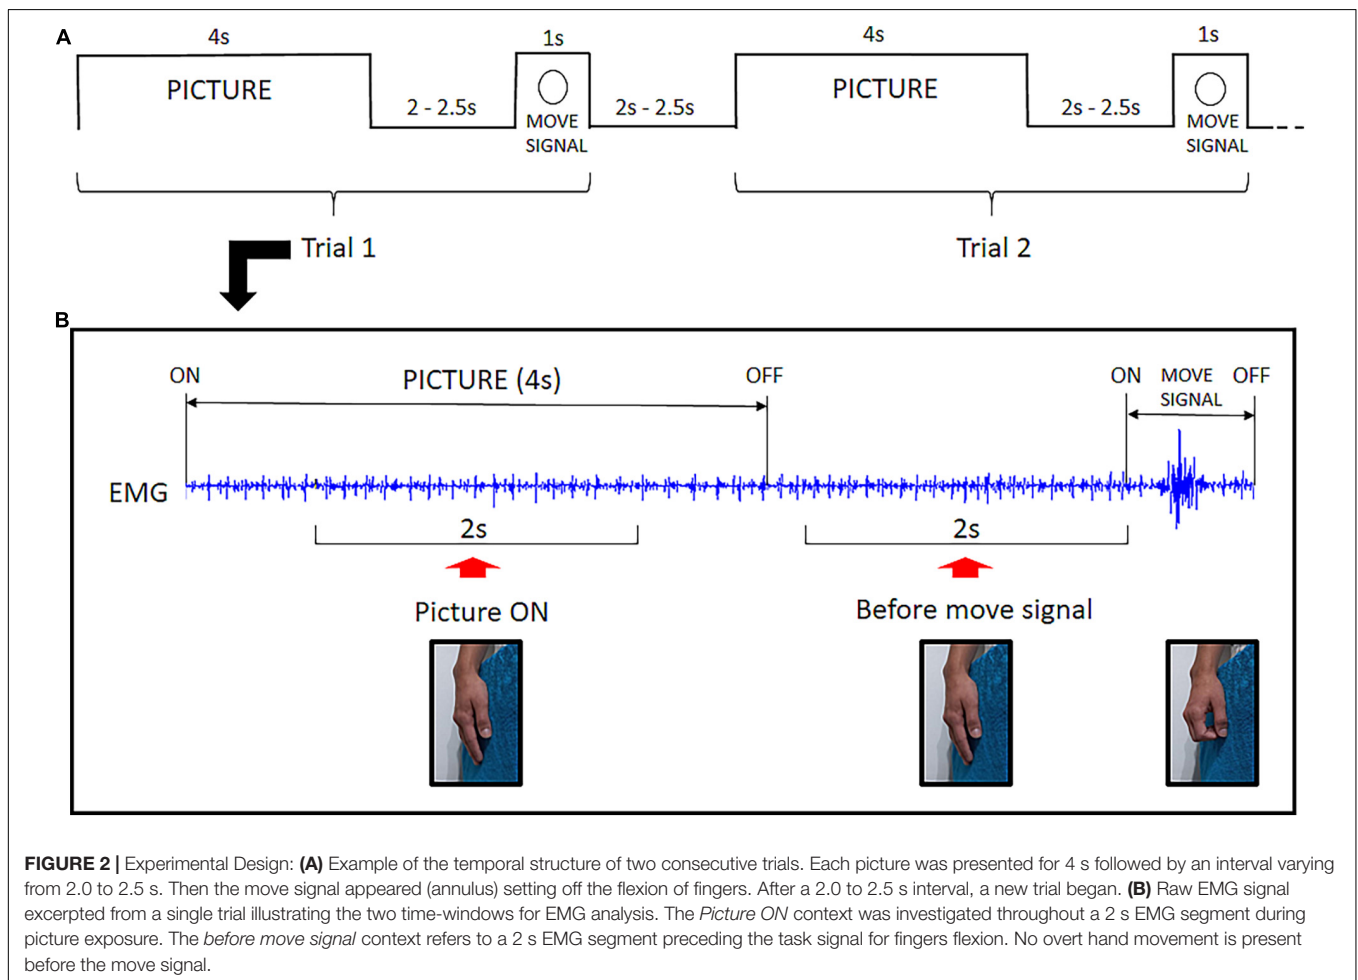 A
4s
1s
4s
1s
PICTURE
2 - 2.5s
MOVE
SIGNAL
2s - 2.5s
PICTURE
2s - 2.5s
MOVE
SIGNAL
Trial 1
Trial 2
B
ON
PICTURE (4s)
OFF
ON
MOVE
SIGNAL
OFF
EMG
2s
2s
Picture ON
Before move signal
FIGURE 2 | Experimental Design: (A) Example of the temporal structure of two consecutive trials. Each picture was presented for 4 s followed by an interval varying
from 2.0 to 2.5 s. Then the move signal appeared (annulus) setting off the flexion of fingers. After a 2.0 to 2.5 s interval, a new trial began. (B) Raw EMG signal
excerpted from a single trial illustrating the two time-windows for EMG analysis. The Picture ON context was investigated throughout a 2 s EMG segment during
picture exposure. The before move signal context refers to a 2 s EMG segment preceding the task signal for fingers flexion. No overt hand movement is present
before the move signal.